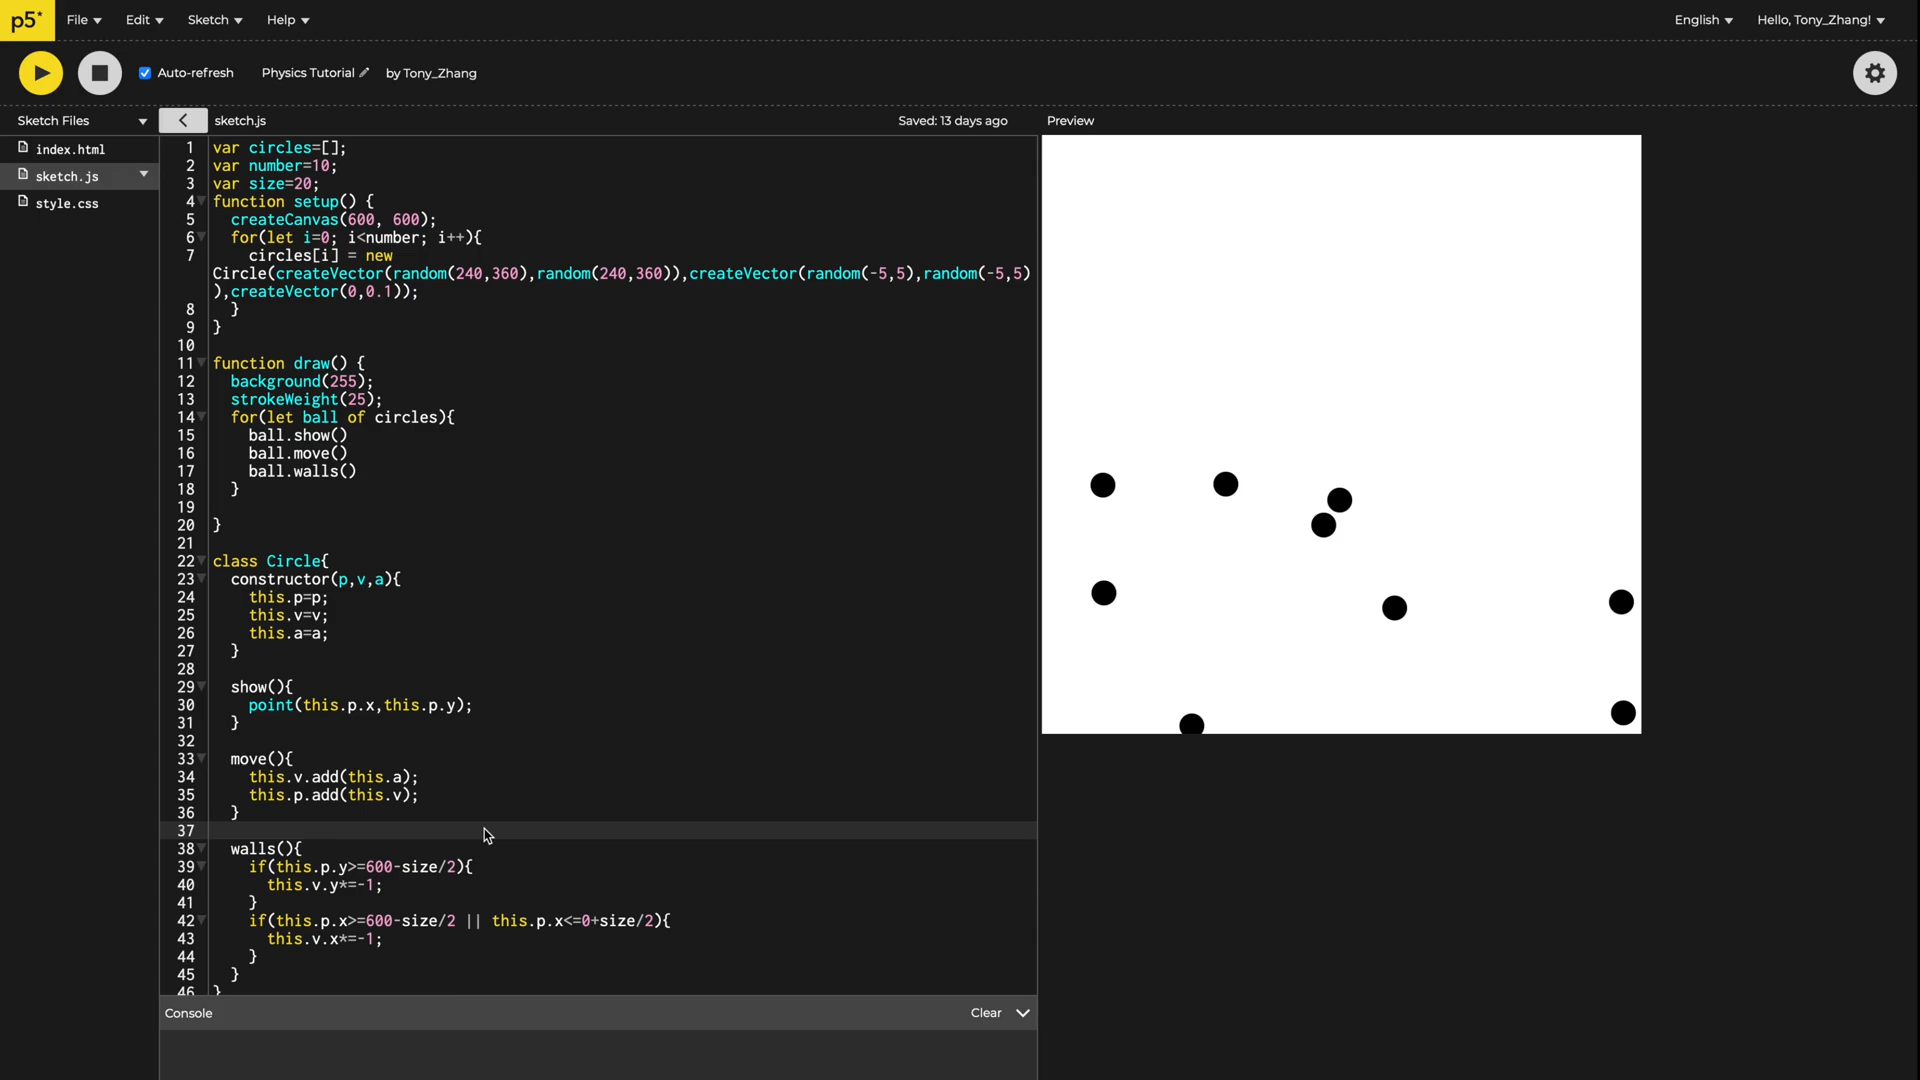 p5* File Edit Sketch Help English Hello, Tony_Zhang!
Auto-refresh Physics Tutorial by Tony_Zhang
Sketch Files
index.html
sketch.js
style.css
sketch.js Saved: 13 days ago
1 var circles=[];
2 var number=10;
3 var size=20;
4 function setup() {
5 createCanvas(600, 600);
6 for(let i=0; i<number; i++){
7 circles[i] = new
Circle(createVector(random(240,360),random(240,360)),createVector(random(-5,5),random(-5,5)
),createVector(0,0.1));
8 }
9 }
10
11 function draw() {
12 background(255);
13 strokeWeight(25);
14 for(let ball of circles){
15 ball.show()
16 ball.move()
17 ball.walls()
18 }
19
20 }
21
22 class Circle{
23 constructor(p,v,a){
24 this.p=p;
25 this.v=v;
26 this.a=a;
27 }
28
29 show(){
30 point(this.p.x,this.p.y);
31 }
32
33 move(){
34 this.v.add(this.a);
35 this.p.add(this.v);
36 }
37
38 walls(){
39 if(this.p.y>=600-size/2){
40 this.v.y*=-1;
41 }
42 if(this.p.x>=600-size/2 || this.p.x<=0+size/2){
43 this.v.x*=-1;
44 }
45 }
46 }
Console Clear
Preview